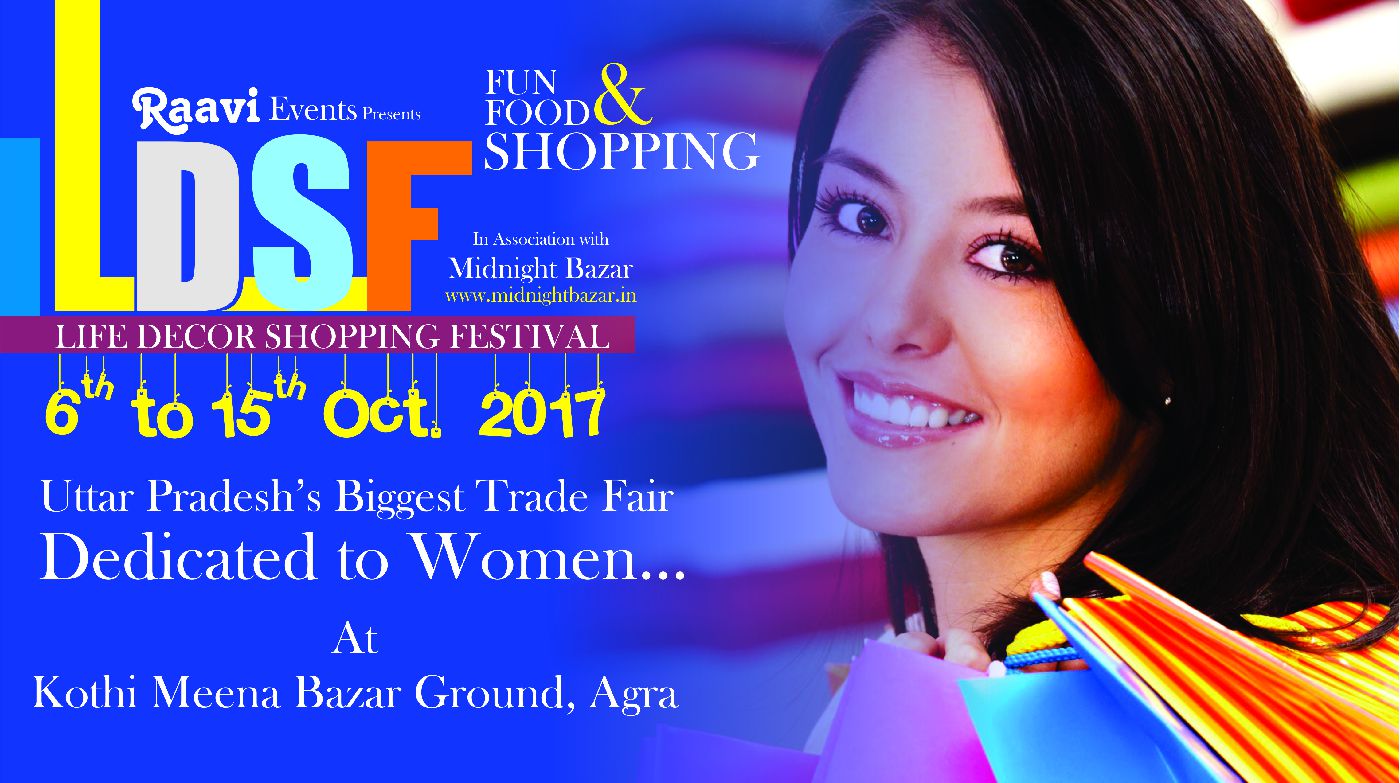 Raavi Events Presents
LDSF
FUN
FOOD &
SHOPPING
In Association with
Midnight Bazar
www.midnightbazar.in
LIFE DECOR SHOPPING FESTIVAL
6th to 15th Oct. 2017
Uttar Pradesh's Biggest Trade Fair
Dedicated to Women...
At
Kothi Meena Bazar Ground, Agra